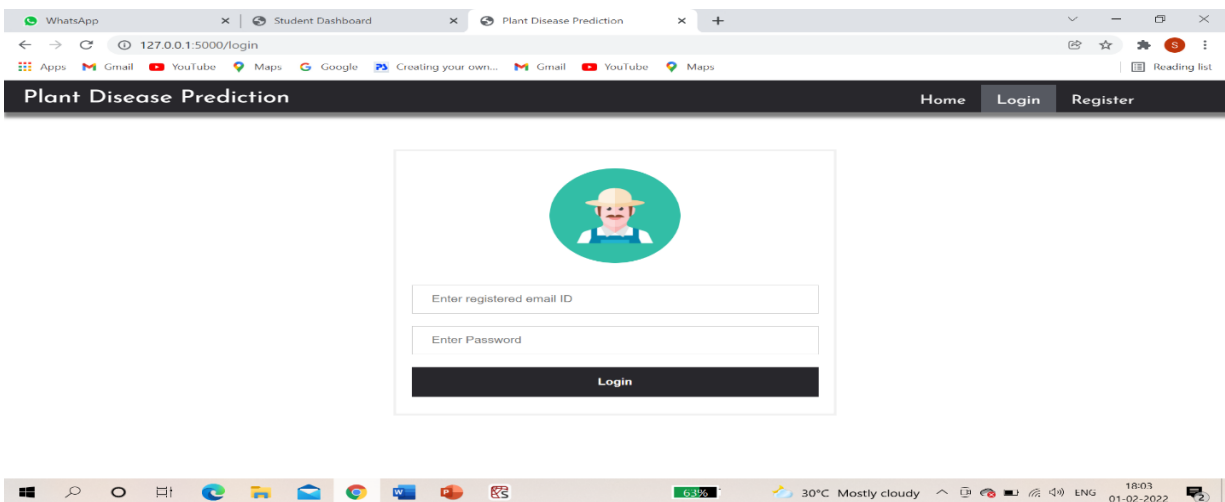 WhatsApp Student Dashboard Plant Disease Prediction
127.0.0.1:5000/login S
Apps Gmail YouTube Maps Google Creating your own... Gmail YouTube Maps Reading list
Plant Disease Prediction Home Login Register
Enter registered email ID
Enter Password
Login
63% 30°C Mostly cloudy ENG 18:03
01-02-2022 2